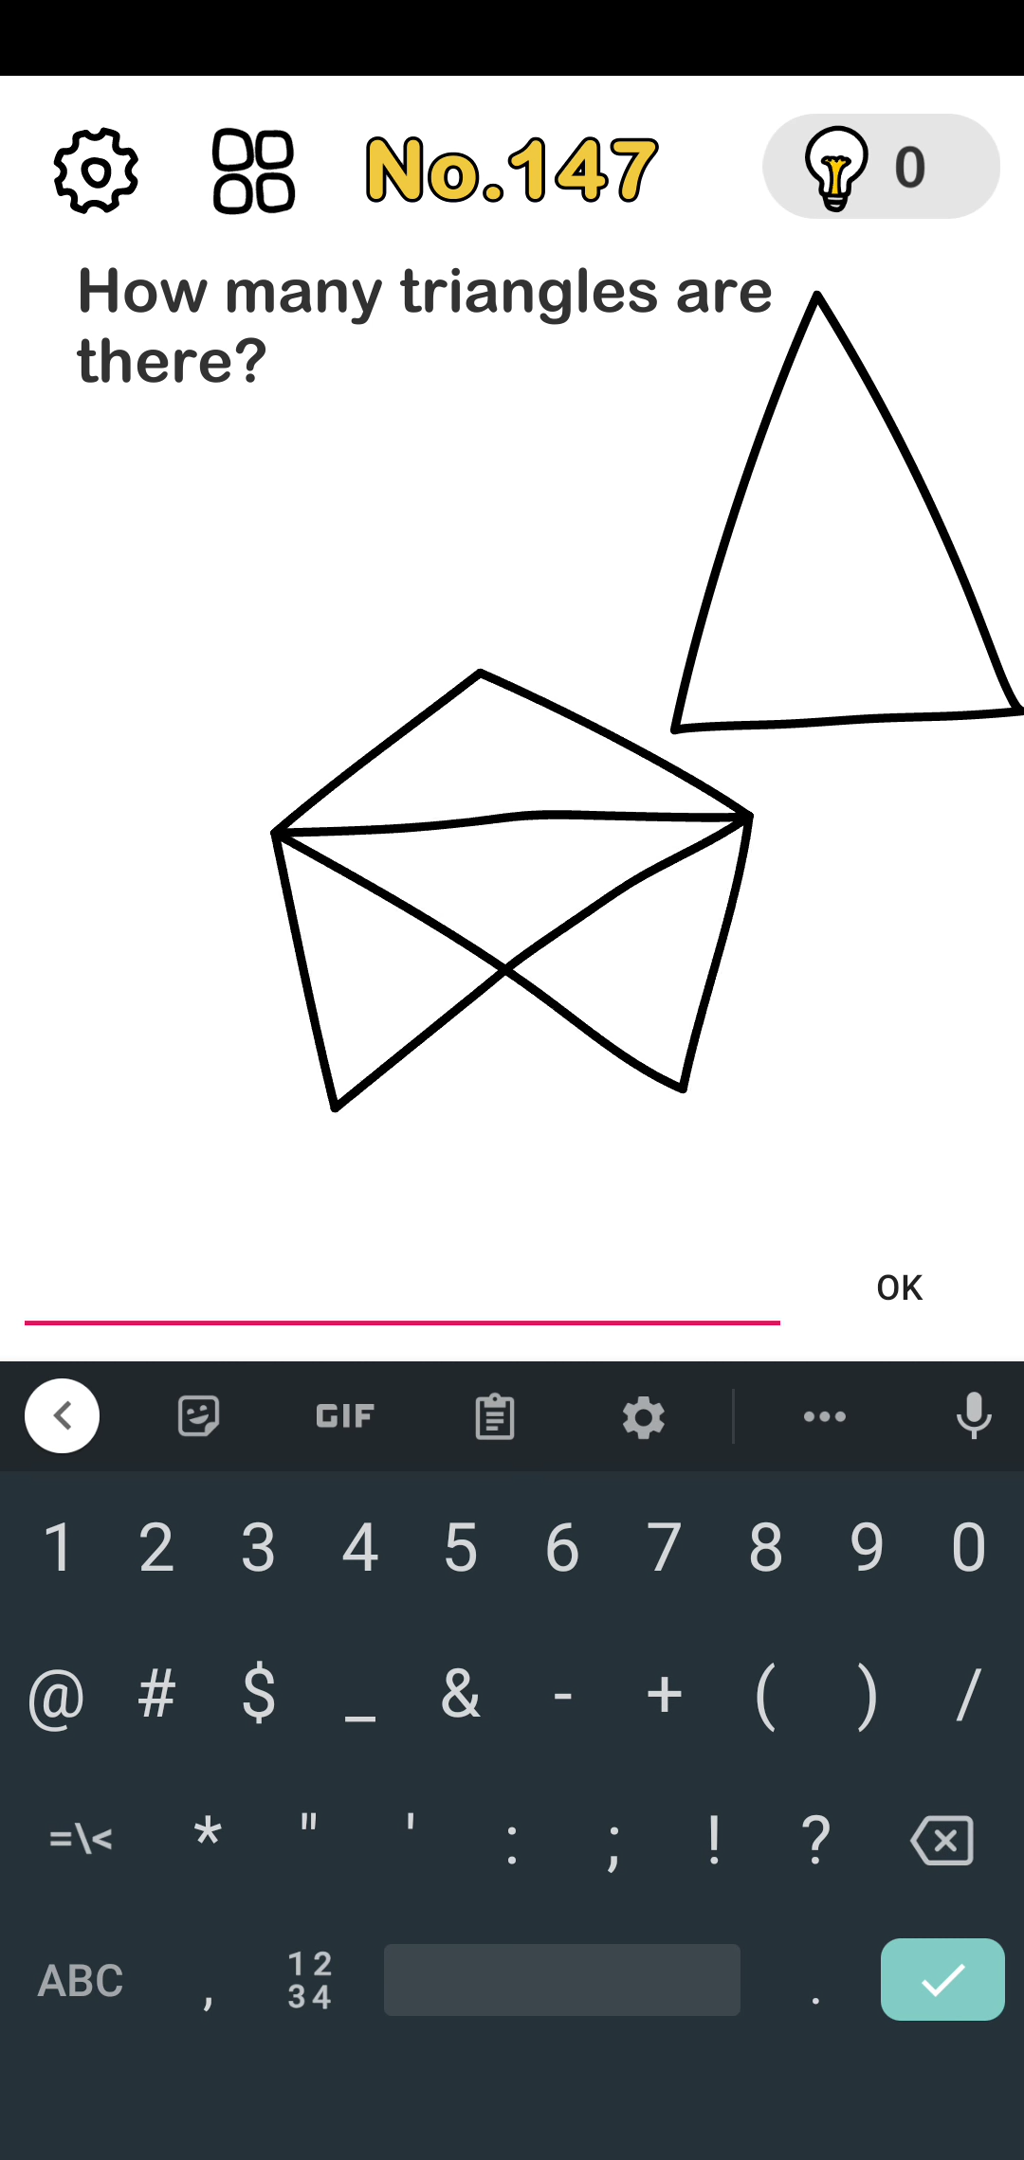 No.147
0
How many triangles are
there?
OK
GIF
1 2 3 4 5 6 7 8 9 0
@ # $ _ & - + ( ) /
=\< * " ' : ; ! ?
ABC , 12 .
34